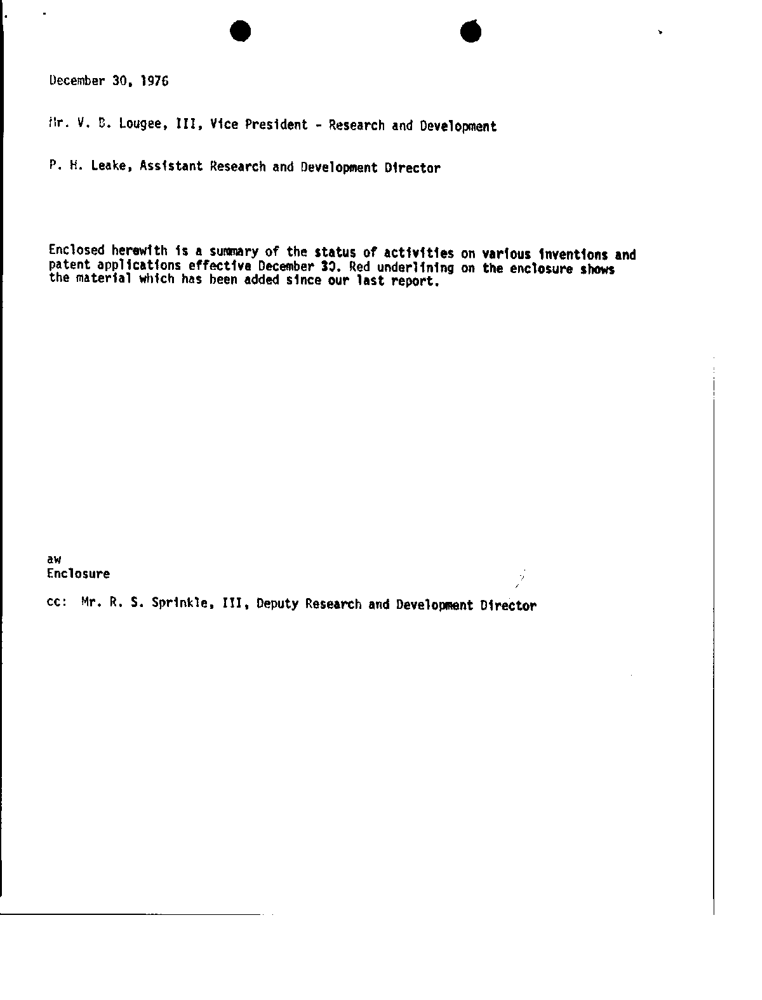 December 30, 1976
Mr. V. B. Lougee, III, Vice President - Research and Development
P. H. Leake, Assistant Research and Development Director
Enclosed herewith is a summary of the status of activities on various inventions and
patent applications effective December 30. Red underlining on the enclosure shows
the material which has been added since our last report.
aw
Enclosure
cc: Mr. R. S. Sprinkle, III, Deputy Research and Development Director